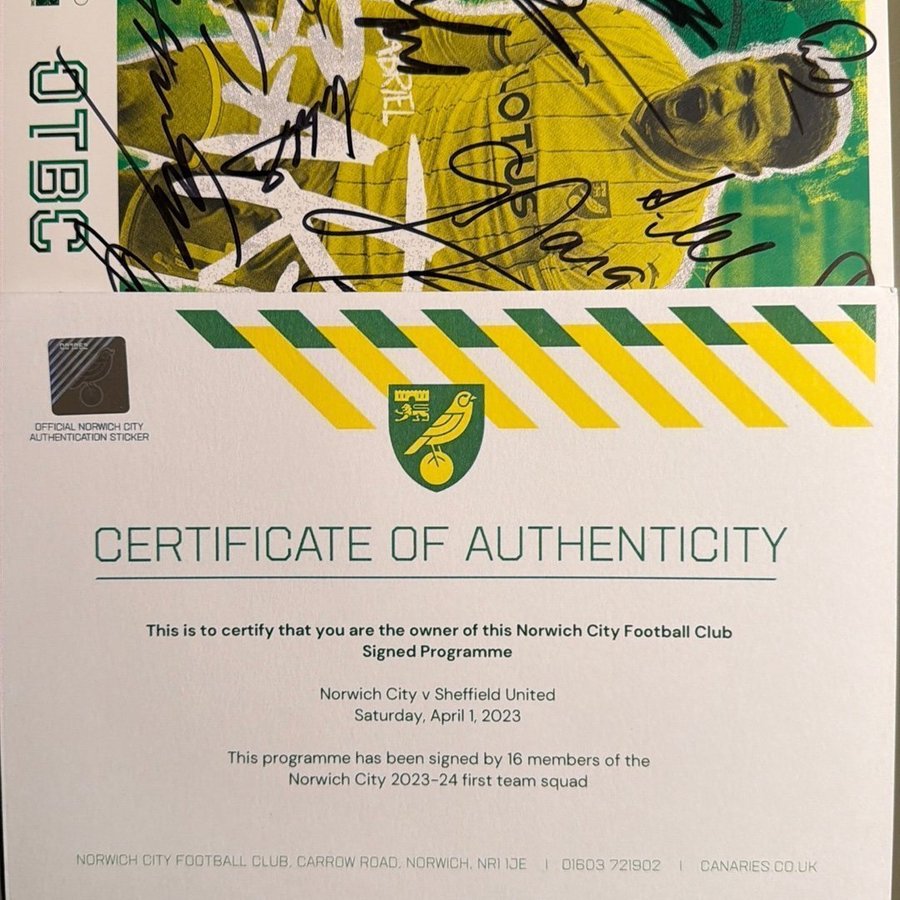 OTBC
ADRIEL
LOTUS
Sara
OFFICIAL NORWICH CITY
AUTHENTICATION STICKER
CERTIFICATE OF AUTHENTICITY
This is to certify that you are the owner of this Norwich City Football Club
Signed Programme
Norwich City v Sheffield United
Saturday, April 1, 2023
This programme has been signed by 16 members of the
Norwich City 2023-24 first team squad
NORWICH CITY FOOTBALL CLUB, CARROW ROAD, NORWICH, NR1 1JE | 01603 721902 | CANARIES.CO.UK